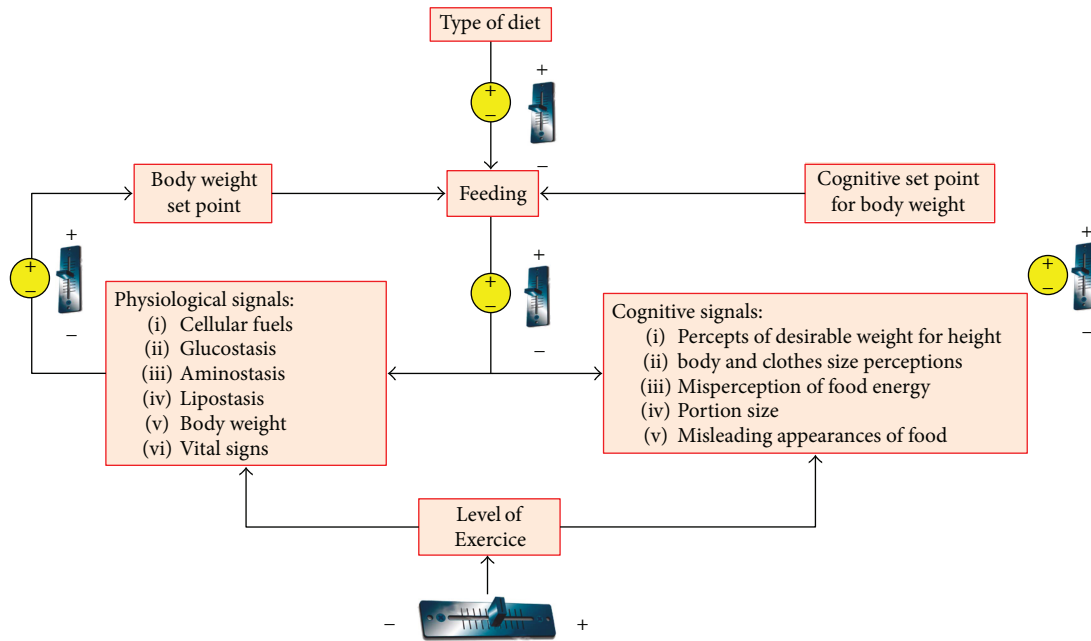 Type of diet
+
+
−
−
Body weight
set point
Feeding
Cognitive set point
for body weight
+
+
−
−
+
+
−
−
+
+
−
−
Physiological signals:
(i) Cellular fuels
(ii) Glucostasis
(iii) Aminostasis
(iv) Lipostasis
(v) Body weight
(vi) Vital signs
Cognitive signals:
(i) Percepts of desirable weight for height
(ii) body and clothes size perceptions
(iii) Misperception of food energy
(iv) Portion size
(v) Misleading appearances of food
Level of
Exercice
− +